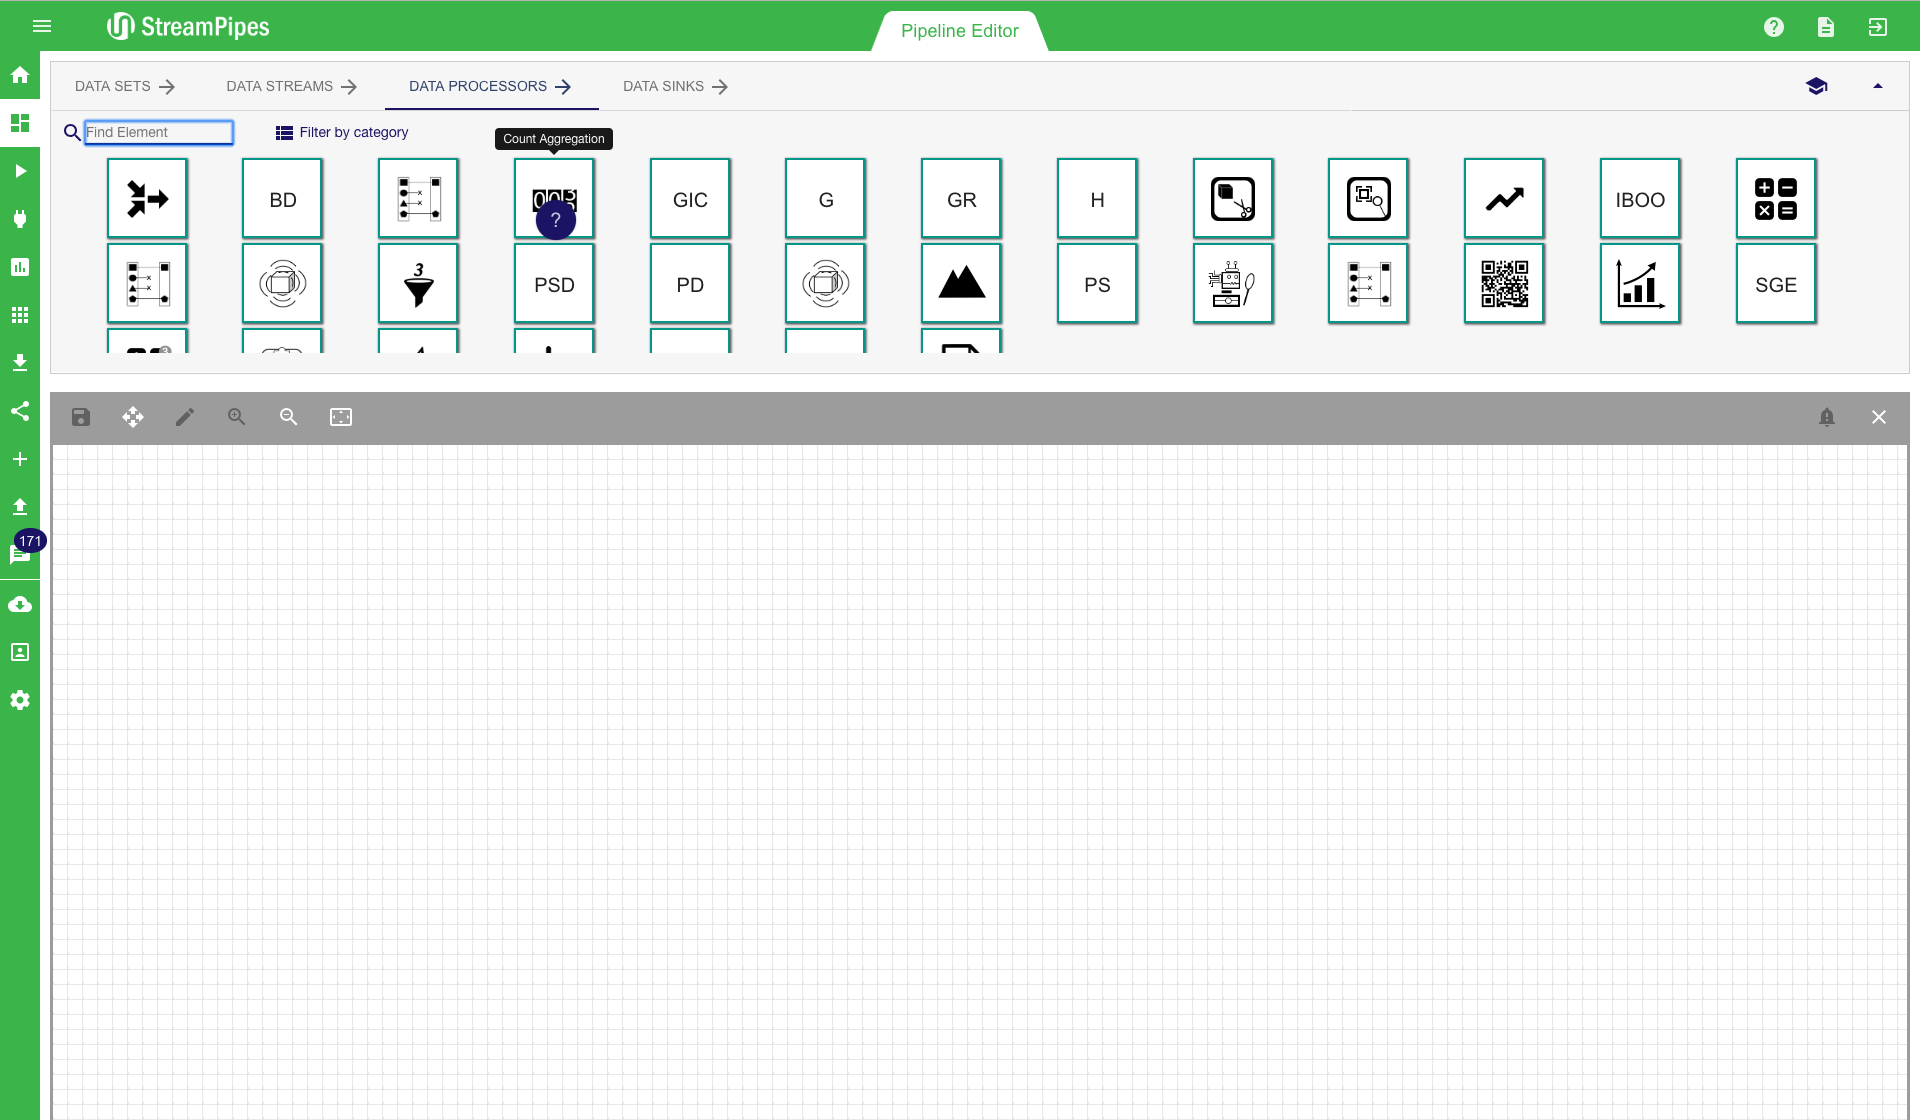 StreamPipes
Pipeline Editor
DATA SETS
DATA STREAMS
DATA PROCESSORS
DATA SINKS
Find Element
Filter by category
Count Aggregation
BD
003
?
GIC
G
GR
H
IBOO
3
PSD
PD
PS
SGE
171